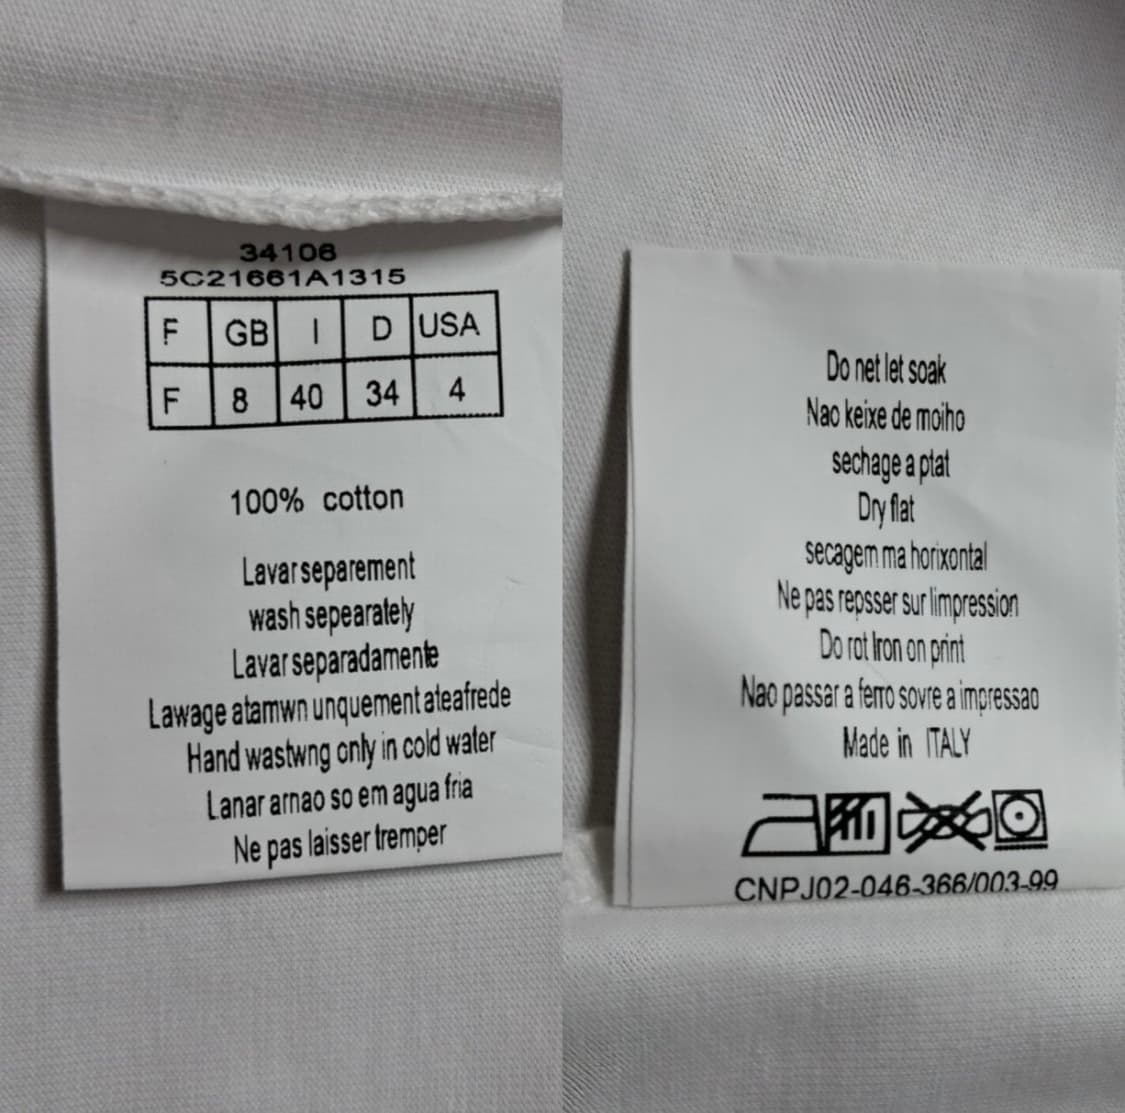 34106
5C21661A1315
F GB I D USA
F 8 40 34 4
100% cotton
Lavar separement
wash sepearately
Lavar separadamente
Lawage atamwn unquement ateafrede
Hand wastwng only in cold water
Lanar arnao so em agua fria
Ne pas laisser tremper
Do net let soak
Nao keixe de moiho
sechage a ptat
Dry flat
secagem ma horixontal
Ne pas repsser sur limpression
Do rot Iron on print
Nao passar a ferro sovre a impressao
Made in ITALY
CNPJ02-046-366/003-99